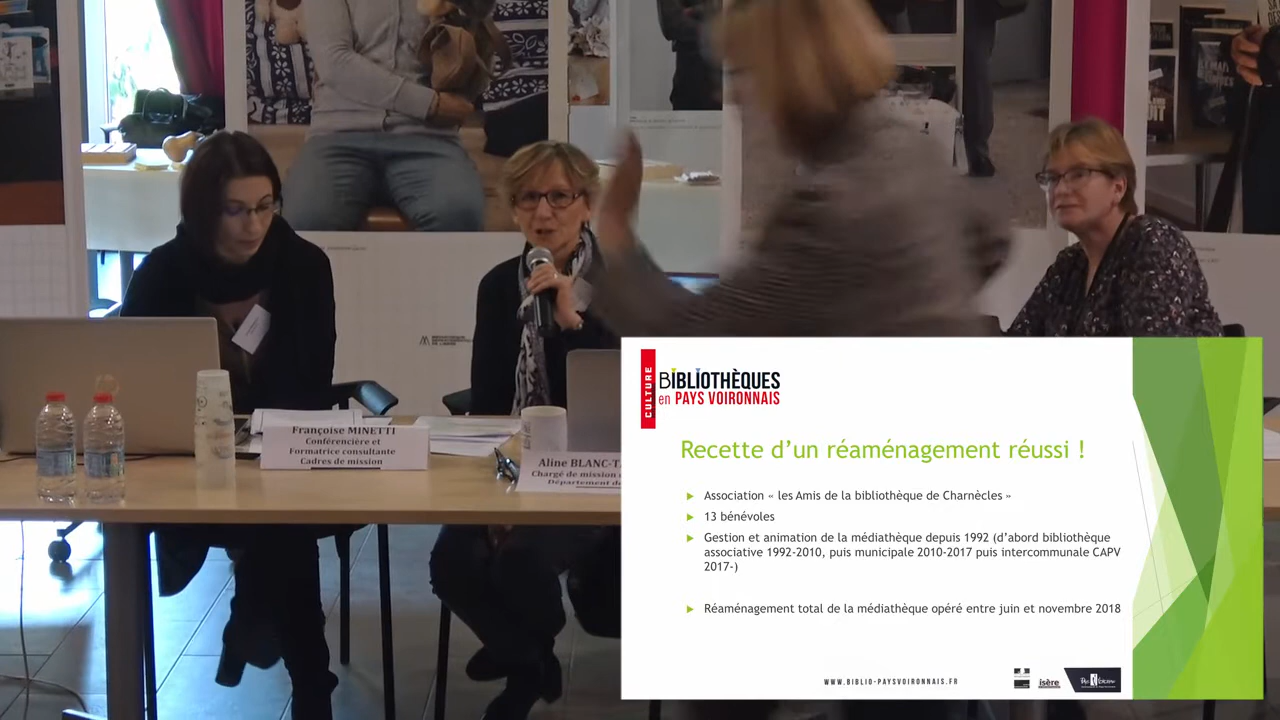 Françoise MINETTI
Conférencière et
Formatrice consultante
Cadres de mission
Aline BLANC-
Chargé de mission
Département
CULTURE
BIBLIOTHÈQUES
en PAYS VOIRONNAIS
Recette d’un réaménagement réussi !
Association « les Amis de la bibliothèque de Charnècles »
13 bénévoles
Gestion et animation de la médiathèque depuis 1992 (d’abord bibliothèque
associative 1992-2010, puis municipale 2010-2017 puis intercommunale CAPV
2017-)
Réaménagement total de la médiathèque opéré entre juin et novembre 2018
WWW.BIBLIO-PAYSVOIRONNAIS.FR
isère